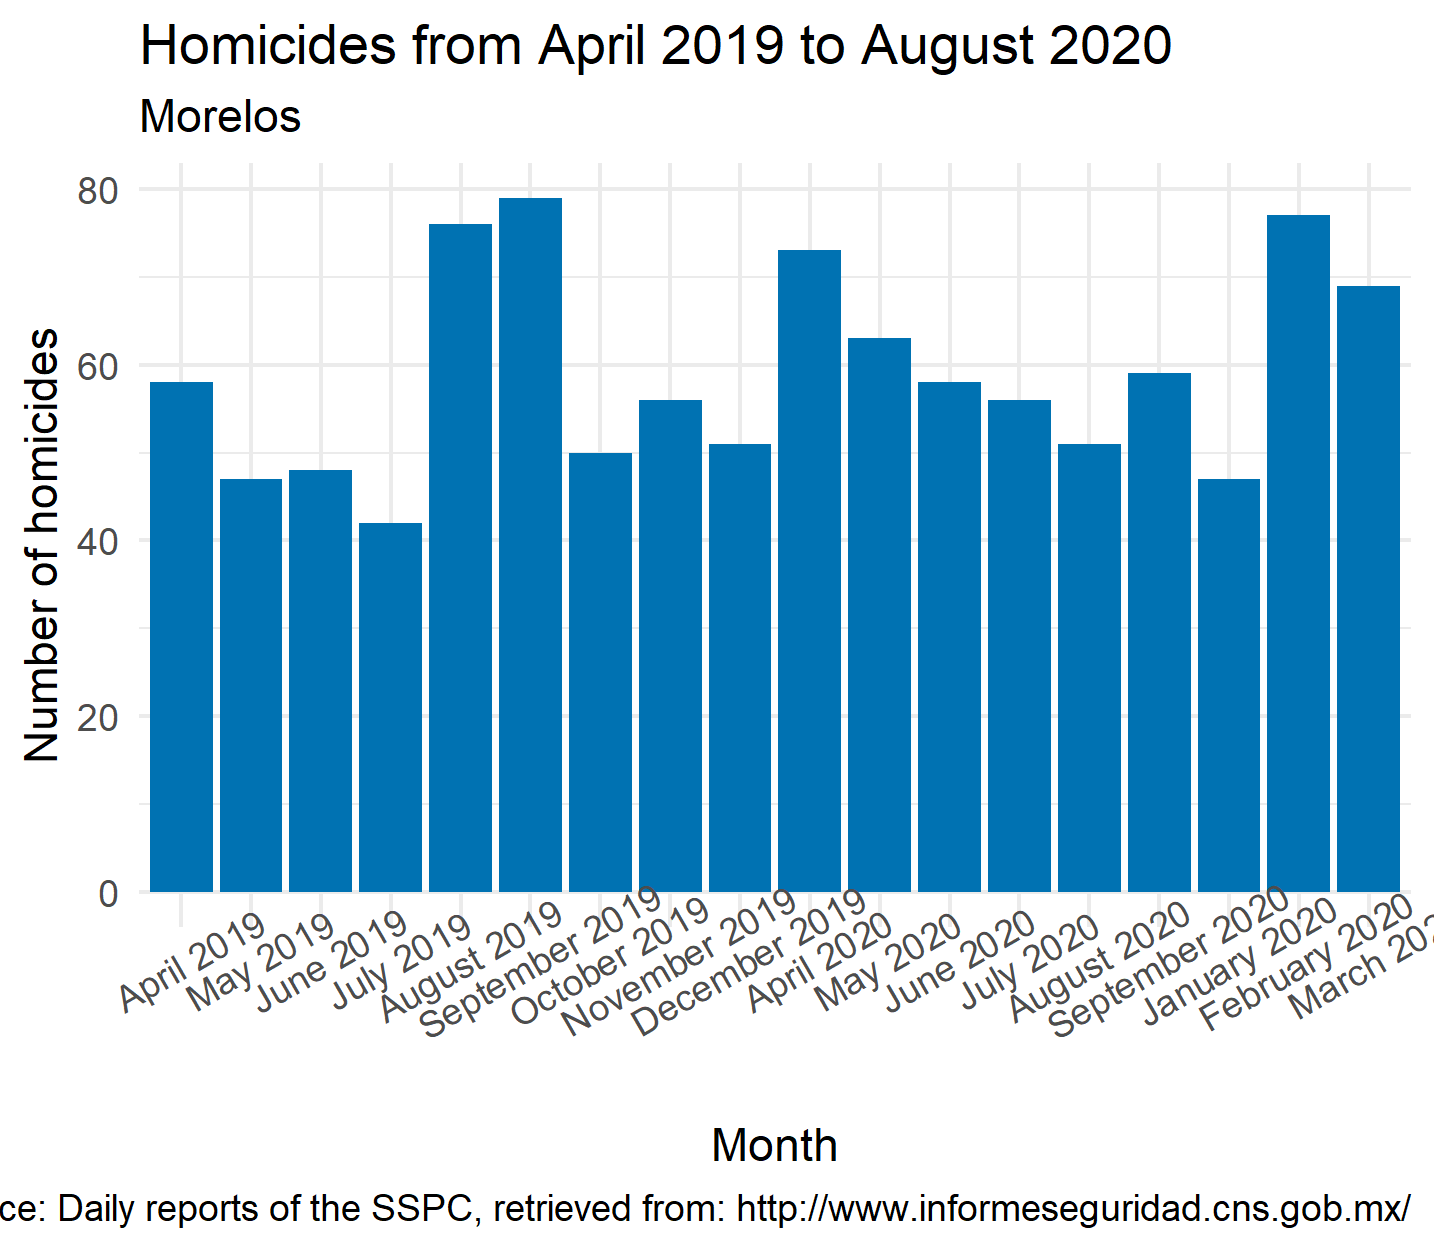 Homicides from April 2019 to August 2020
Morelos
Number of homicides
80
60
40
20
0
April 2019
May 2019
June 2019
July 2019
August 2019
September 2019
October 2019
November 2019
December 2019
April 2020
May 2020
June 2020
July 2020
August 2020
September 2020
January 2020
February 2020
March 202
Month
ce: Daily reports of the SSPC, retrieved from: http://www.informeseguridad.cns.gob.mx/